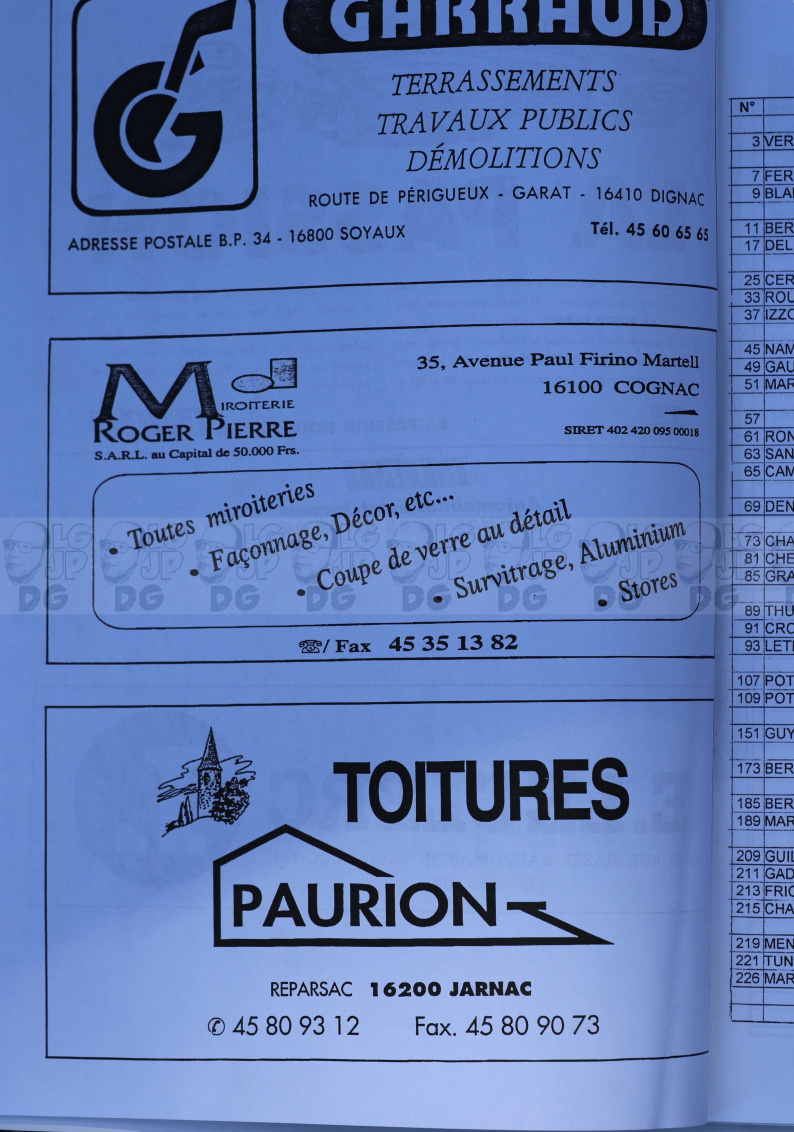 GARRAUD
TERRASSEMENTS
TRAVAUX PUBLICS
DÉMOLITIONS
ROUTE DE PÉRIGUEUX - GARAT - 16410 DIGNAC
ADRESSE POSTALE B.P. 34 - 16800 SOYAUX
Tél. 45 60 65 65
MIROITERIE
ROGER PIERRE
S.A.R.L. au Capital de 50.000 Frs.
35, Avenue Paul Firino Martell
16100 COGNAC
SIRET 402 420 095 00018
• Toutes miroiteries
• Façonnage, Décor, etc...
• Coupe de verre au détail
• Survitrage, Aluminium
• Stores
☎/ Fax 45 35 13 82
TOITURES
PAURION
REPARSAC 16200 JARNAC
✆ 45 80 93 12 Fax. 45 80 90 73
N°
3 VER
7 FER
9 BLA
11 BER
17 DEL
25 CER
33 ROU
37 IZZO
45 NAM
49 GAU
51 MAR
57
61 RON
63 SAN
65 CAM
69 DEN
73 CHA
81 CHE
85 GRA
89 THU
91 CRO
93 LET
107 POT
109 POT
151 GUY
173 BER
185 BER
189 MAR
209 GUIL
211 GAD
213 FRIC
215 CHA
219 MEN
221 TUN
226 MAR
LG JP DG